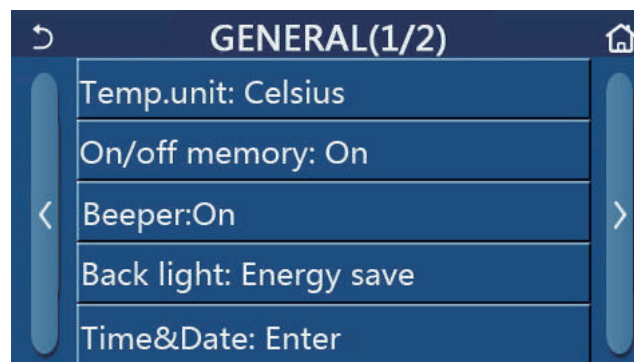 GENERAL(1/2)
Temp.unit: Celsius
On/off memory: On
Beeper:On
Back light: Energy save
Time&Date: Enter